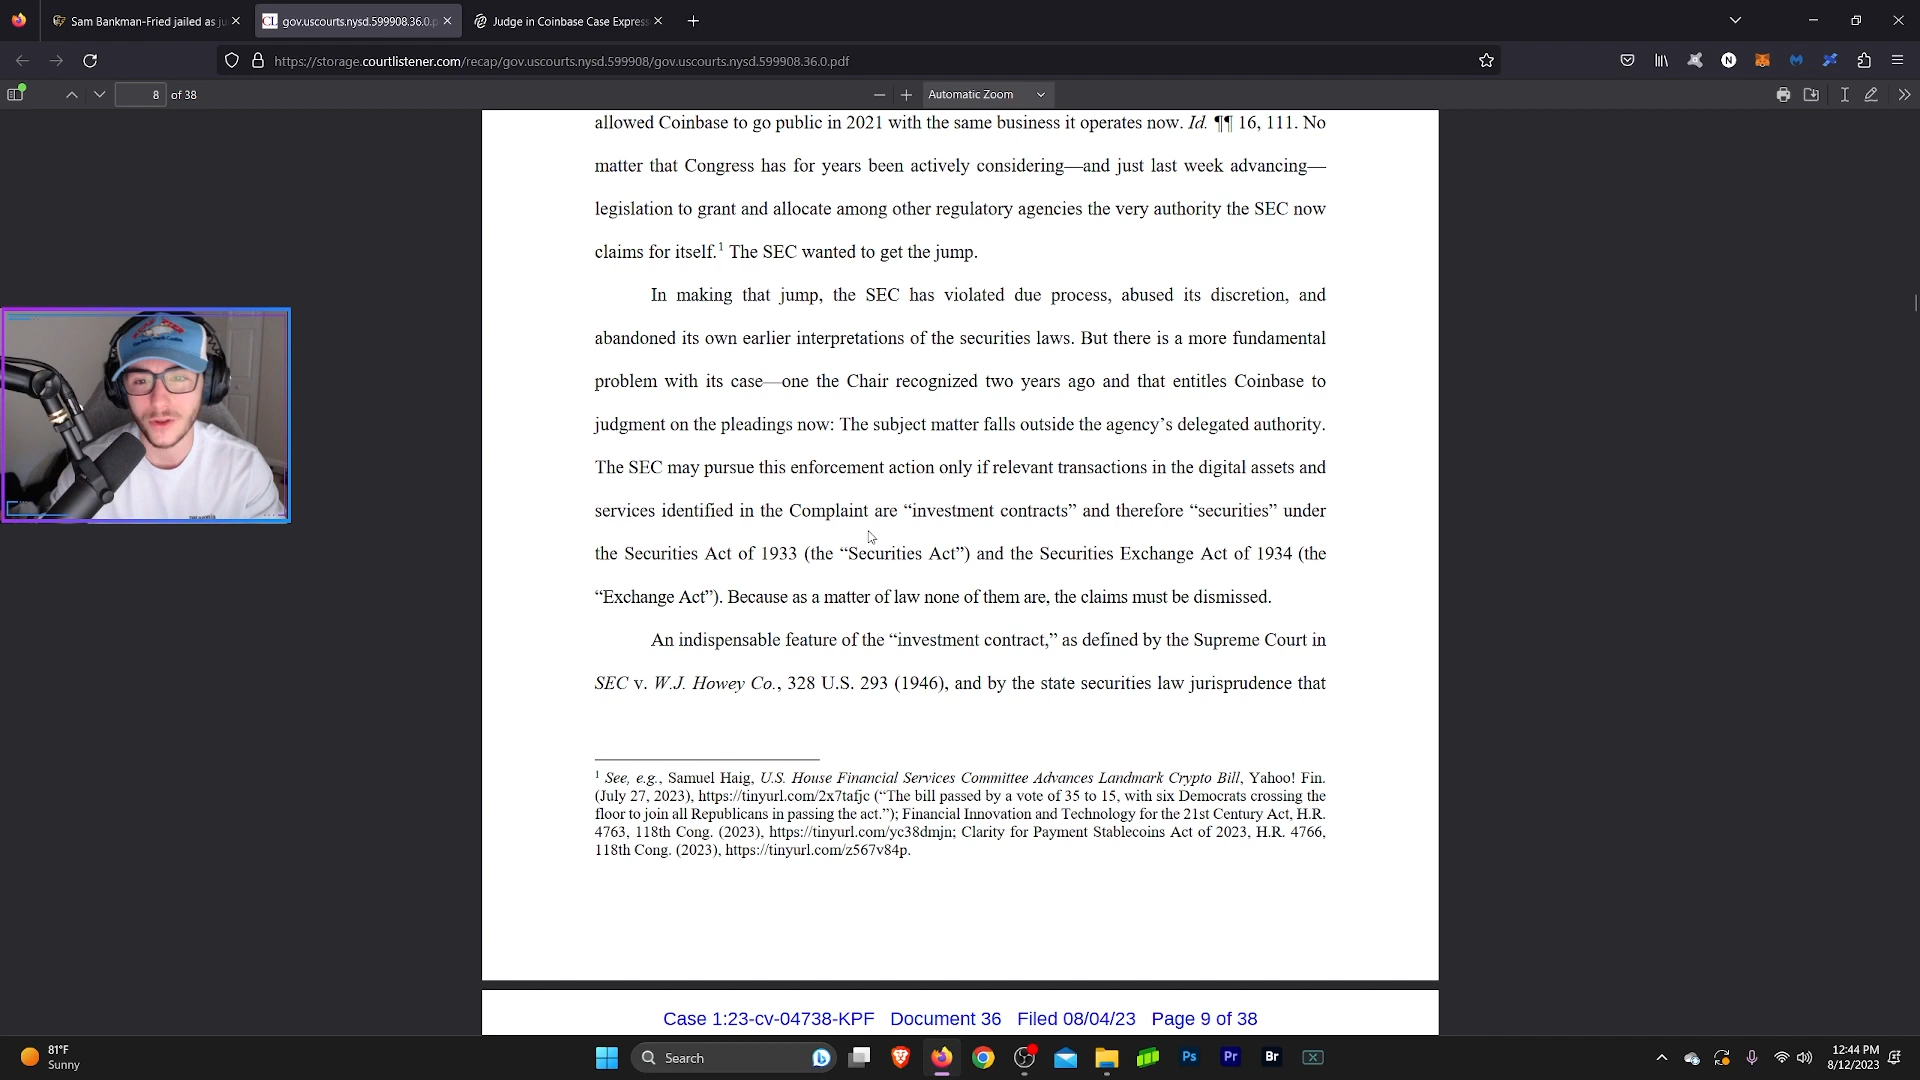 Sam Bankman-Fried jailed as ju
CL gov.uscourts.nysd.599908.36.0.p
Judge in Coinbase Case Express
https://storage.courtlistener.com/recap/gov.uscourts.nysd.599908/gov.uscourts.nysd.599908.36.0.pdf
8 of 38
Automatic Zoom
allowed Coinbase to go public in 2021 with the same business it operates now. Id. ¶¶ 16, 111. No
matter that Congress has for years been actively considering—and just last week advancing—
legislation to grant and allocate among other regulatory agencies the very authority the SEC now
claims for itself.1 The SEC wanted to get the jump.
In making that jump, the SEC has violated due process, abused its discretion, and
abandoned its own earlier interpretations of the securities laws. But there is a more fundamental
problem with its case—one the Chair recognized two years ago and that entitles Coinbase to
judgment on the pleadings now: The subject matter falls outside the agency’s delegated authority.
The SEC may pursue this enforcement action only if relevant transactions in the digital assets and
services identified in the Complaint are “investment contracts” and therefore “securities” under
the Securities Act of 1933 (the “Securities Act”) and the Securities Exchange Act of 1934 (the
“Exchange Act”). Because as a matter of law none of them are, the claims must be dismissed.
An indispensable feature of the “investment contract,” as defined by the Supreme Court in
SEC v. W.J. Howey Co., 328 U.S. 293 (1946), and by the state securities law jurisprudence that
1 See, e.g., Samuel Haig, U.S. House Financial Services Committee Advances Landmark Crypto Bill, Yahoo! Fin.
(July 27, 2023), https://tinyurl.com/2x7tafjc (“The bill passed by a vote of 35 to 15, with six Democrats crossing the
floor to join all Republicans in passing the act.”); Financial Innovation and Technology for the 21st Century Act, H.R.
4763, 118th Cong. (2023), https://tinyurl.com/yc38dmjn; Clarity for Payment Stablecoins Act of 2023, H.R. 4766,
118th Cong. (2023), https://tinyurl.com/z567v84p.
Case 1:23-cv-04738-KPF Document 36 Filed 08/04/23 Page 9 of 38
81°F
Sunny
Search
Ps
Pr
Br
12:44 PM
8/12/2023